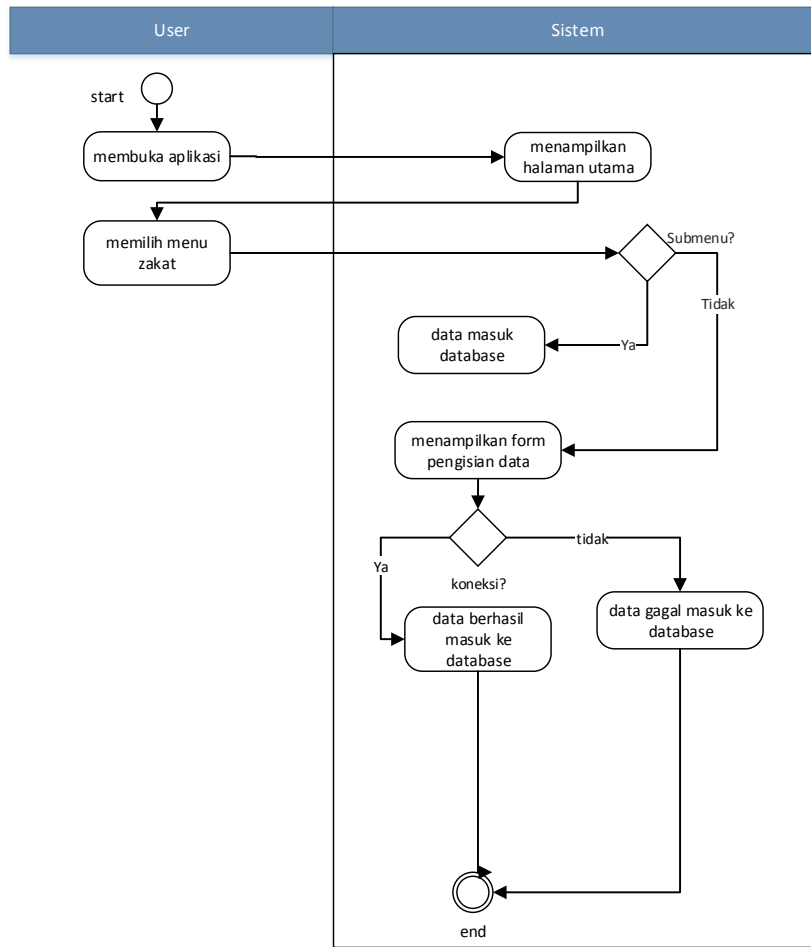 User
Sistem
start
membuka aplikasi
menampilkan
halaman utama
memilih menu
zakat
Submenu?
Tidak
data masuk
database
Ya
menampilkan form
pengisian data
tidak
Ya
koneksi?
data berhasil
masuk ke
database
data gagal masuk ke
database
end